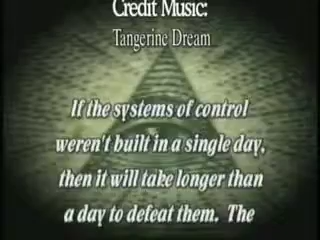 Credit Music:
Tangerine Dream
If the systems of control
weren't built in a single day,
then it will take longer than
a day to defeat them. The